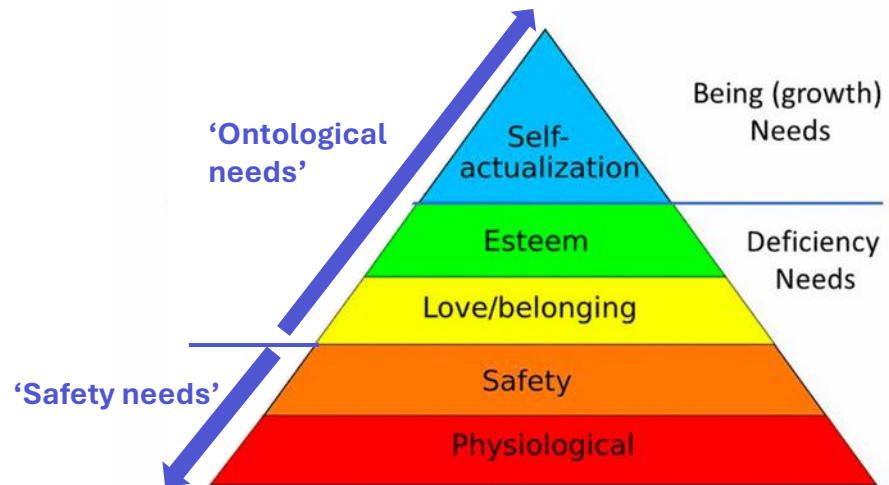 Being (growth)
Needs
‘Ontological
needs’
Self-
actualization
Esteem
Deficiency
Needs
Love/belonging
‘Safety needs’
Safety
Physiological